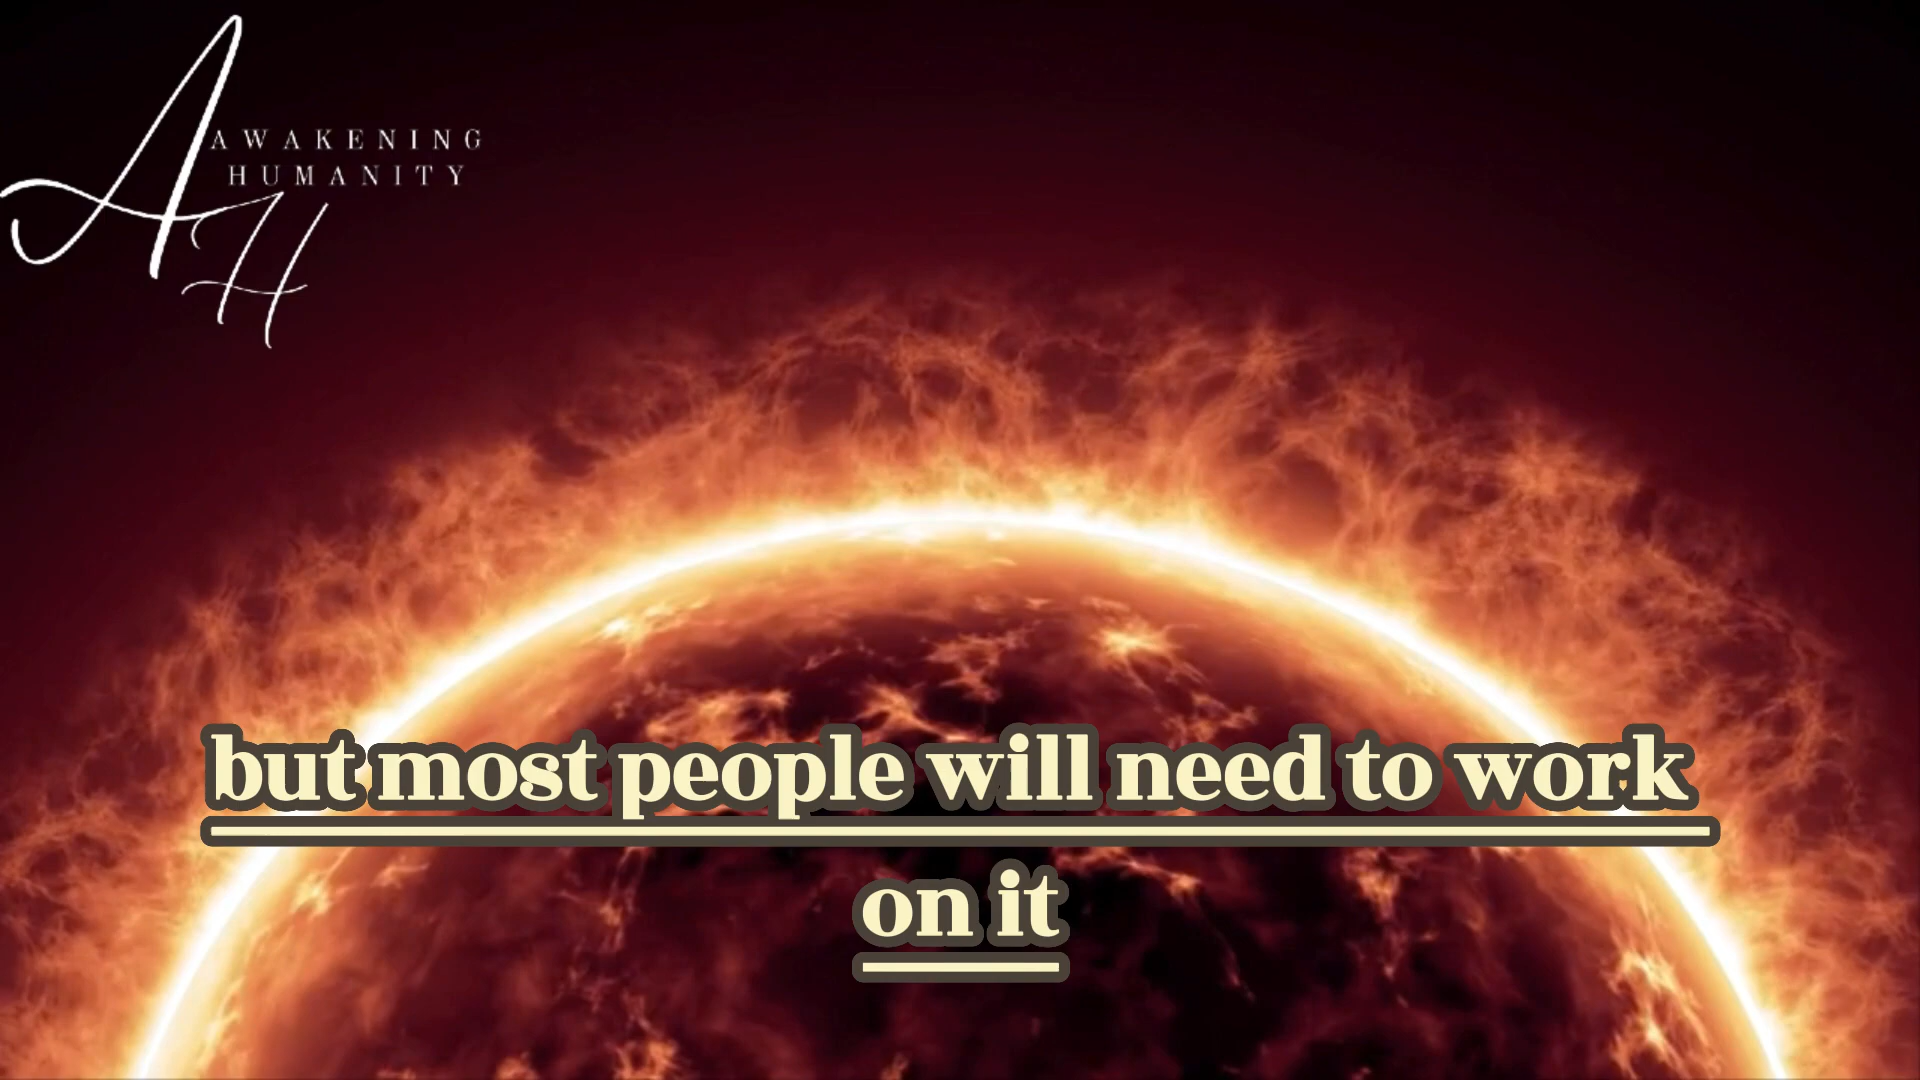 A
AWAKENING
HUMANITY
H
but most people will need to work
on it